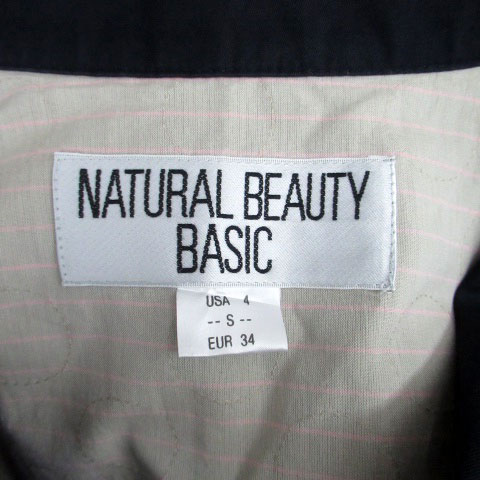 NATURAL BEAUTY
BASIC
USA 4
-- S --
EUR 34